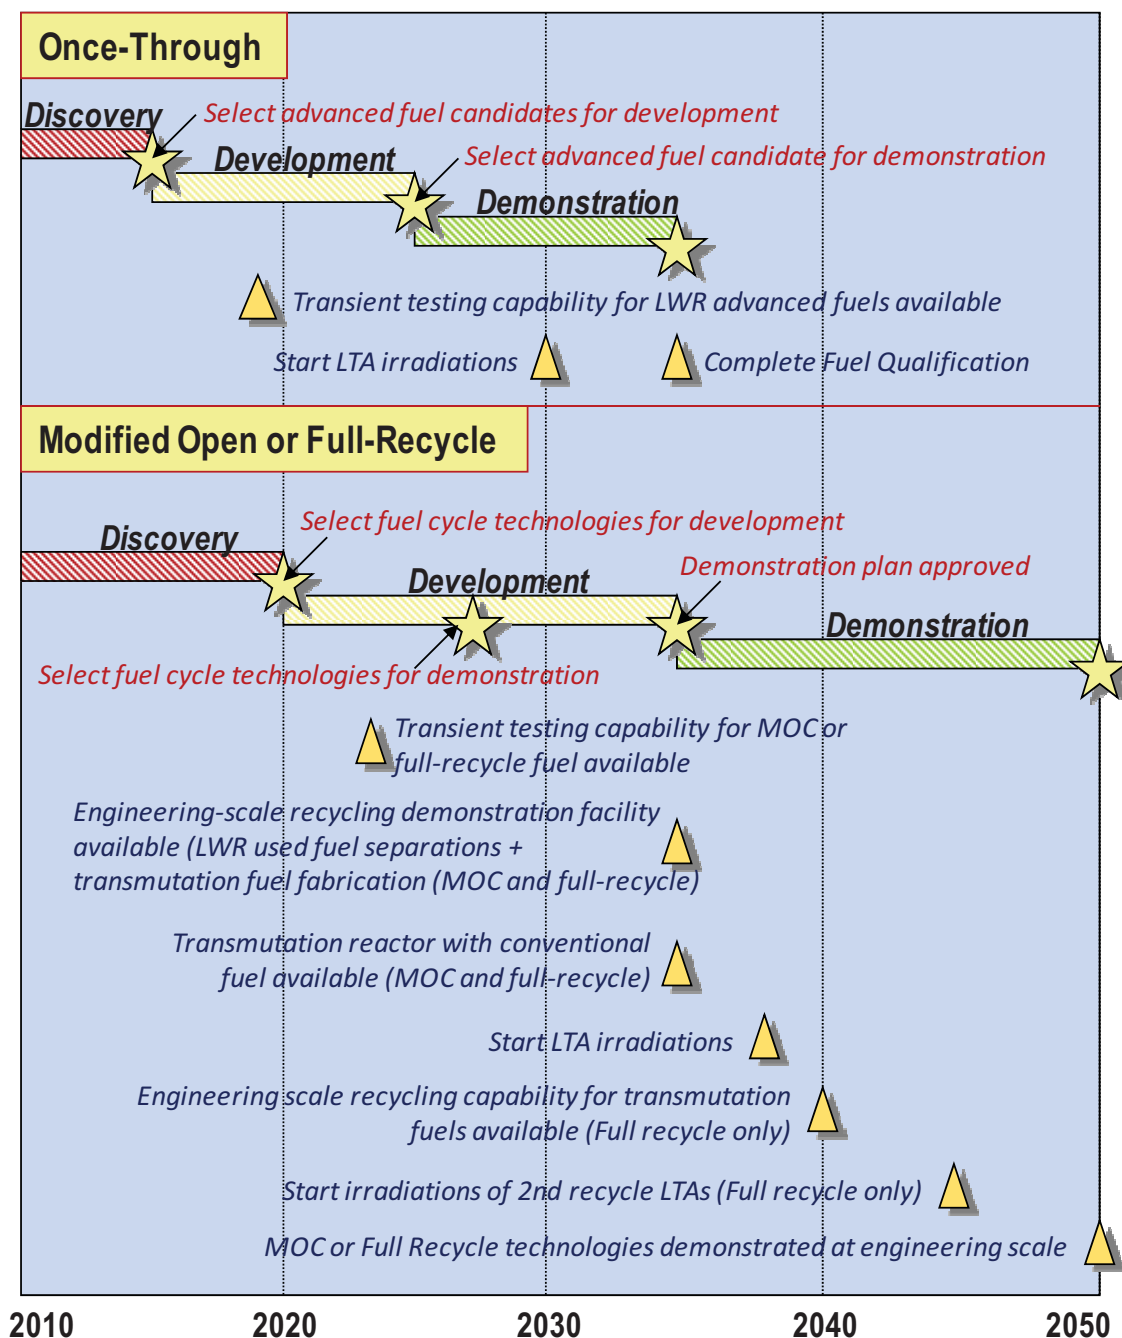 Once-Through
Discovery
Select advanced fuel candidates for development
Development
Select advanced fuel candidate for demonstration
Demonstration
Transient testing capability for LWR advanced fuels available
Start LTA irradiations
Complete Fuel Qualification
Modified Open or Full-Recycle
Select fuel cycle technologies for development
Discovery
Demonstration plan approved
Development
Demonstration
Select fuel cycle technologies for demonstration
Transient testing capability for MOC or
full-recycle fuel available
Engineering-scale recycling demonstration facility
available (LWR used fuel separations +
transmutation fuel fabrication (MOC and full-recycle)
Transmutation reactor with conventional
fuel available (MOC and full-recycle)
Start LTA irradiations
Engineering scale recycling capability for transmutation
fuels available (Full recycle only)
Start irradiations of 2nd recycle LTAs (Full recycle only)
MOC or Full Recycle technologies demonstrated at engineering scale
2010 2020 2030 2040 2050